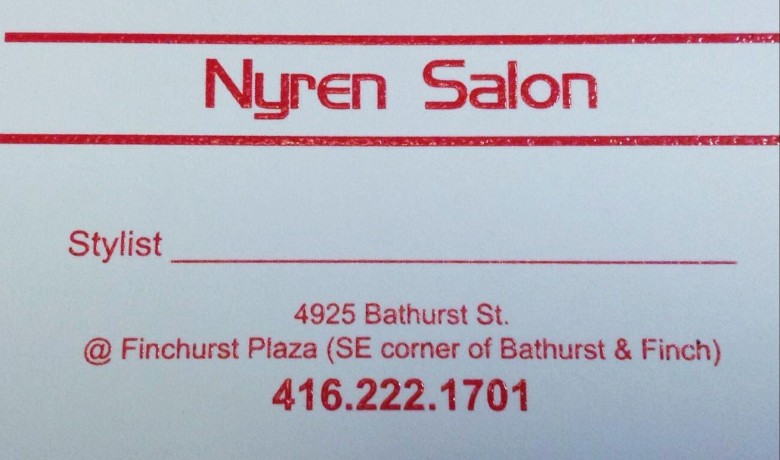 Nyren Salon
Stylist
4925 Bathurst St.
@ Finchurst Plaza (SE corner of Bathurst & Finch)
416.222.1701